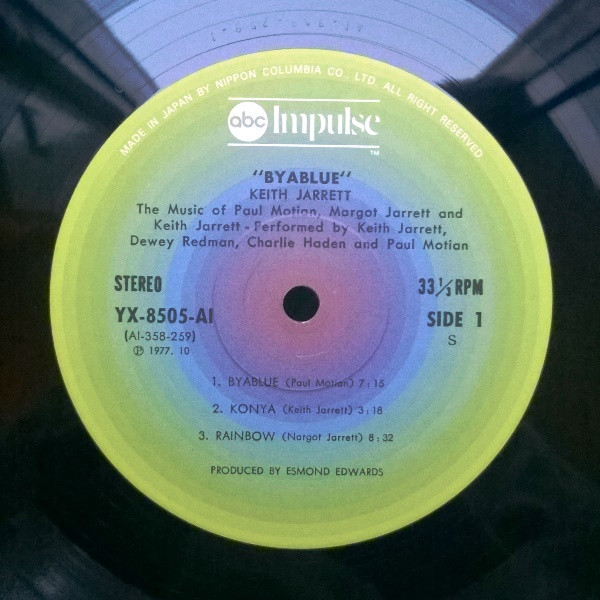 MADE IN JAPAN BY NIPPON COLUMBIA CO., LTD. ALL RIGHT RESERVED
abc Impulse
TM
"BYABLUE"
KEITH JARRETT
The Music of Paul Motian, Margot Jarrett and
Keith Jarrett - Performed by Keith Jarrett,
Dewey Redman, Charlie Haden and Paul Motian
STEREO
33 1/3 RPM
YX-8505-AI
SIDE 1
(AI-358-259)
S
Ⓟ 1977. 10
1. BYABLUE (Paul Motian) 7:15
2. KONYA (Keith Jarrett) 3:18
3. RAINBOW (Nargot Jarrett) 8:32
PRODUCED BY ESMOND EDWARDS